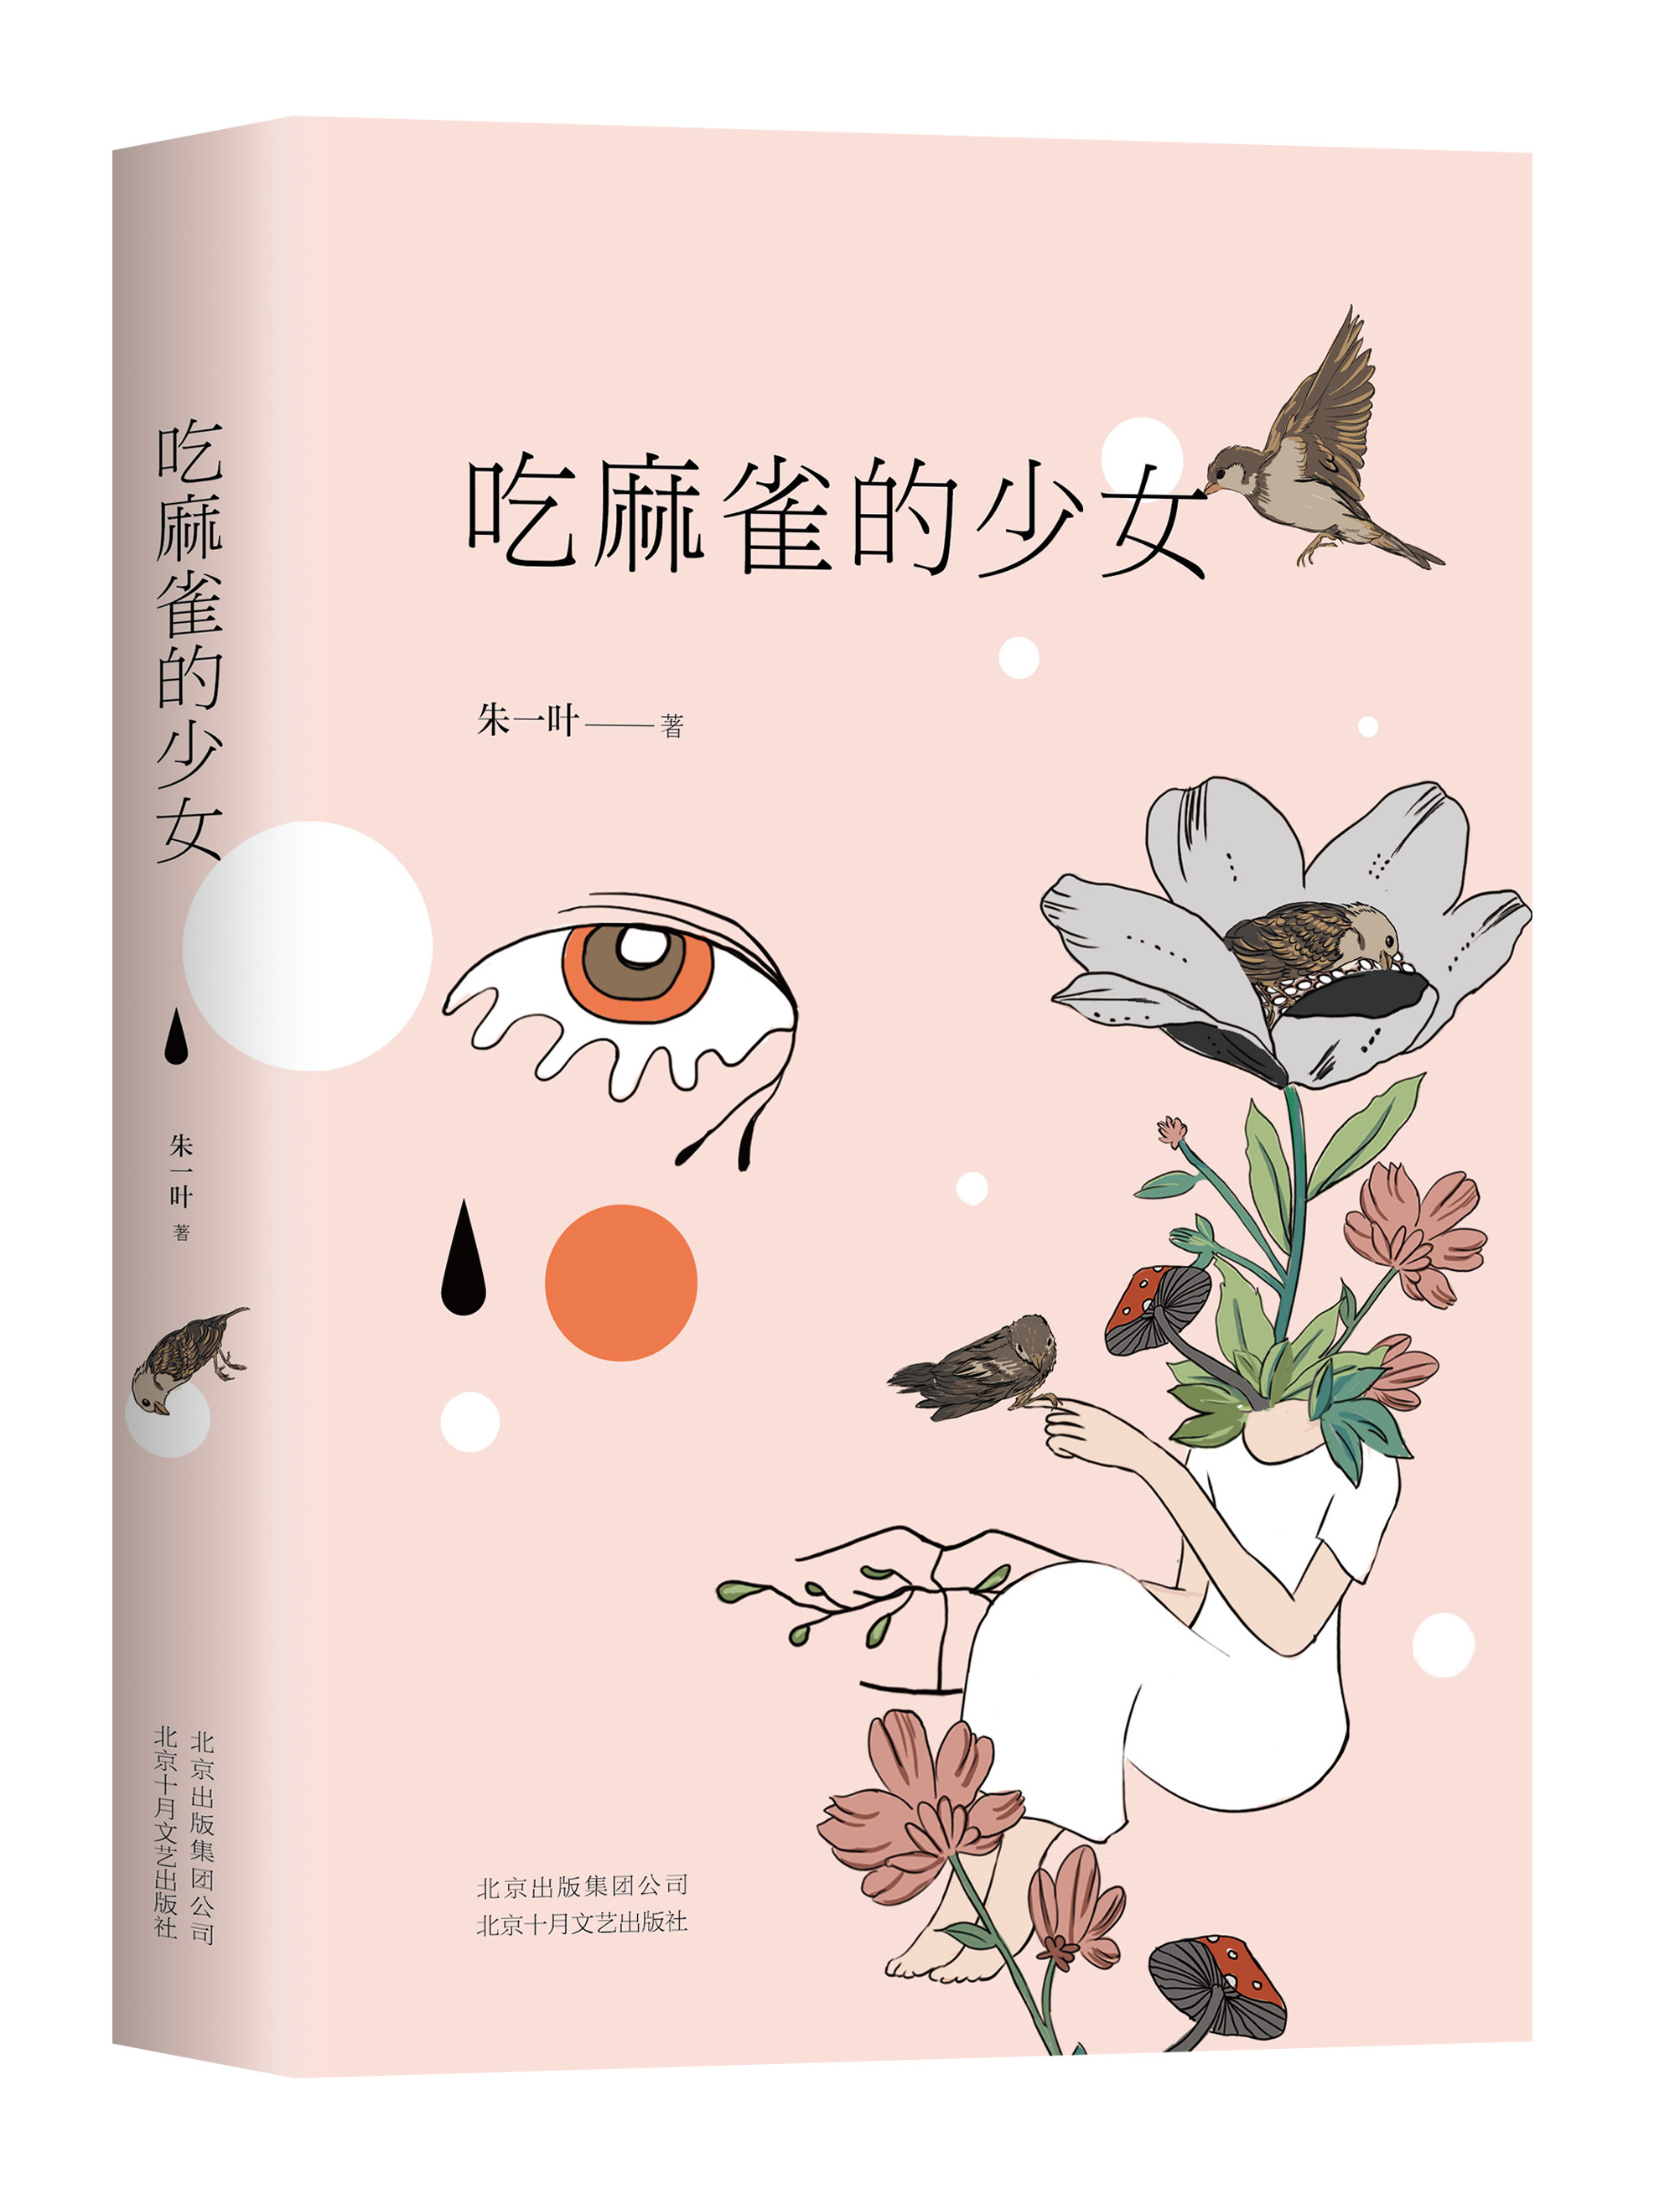 吃麻雀的少女
朱一叶——著
北京出版集团公司
北京十月文艺出版社
吃麻雀的少女
朱一叶 著
北京出版集团公司
北京十月文艺出版社